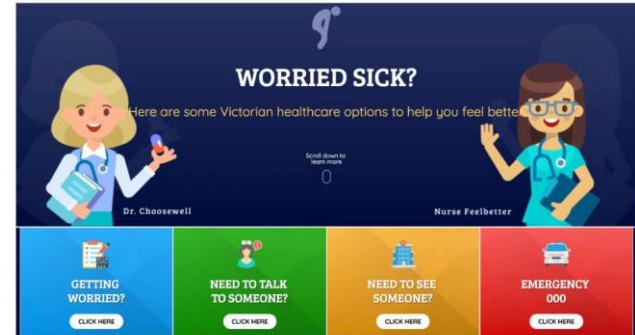 WORRIED SICK?
Here are some Victorian healthcare options to help you feel better
Scroll down to
learn more
Dr. Choosewell
Nurse Feelbetter
GETTING
WORRIED?
CLICK HERE
NEED TO TALK
TO SOMEONE?
CLICK HERE
NEED TO SEE
SOMEONE?
CLICK HERE
EMERGENCY
000
CLICK HERE